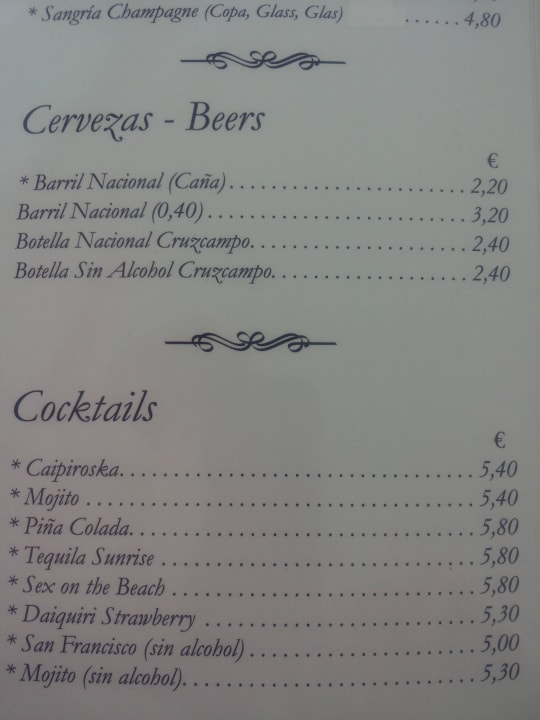 * Sangría Champagne (Copa, Glass, Glas) ...... 4,80
Cervezas - Beers
€
* Barril Nacional (Caña)....................... 2,20
Barril Nacional (0,40)......................... 3,20
Botella Nacional Cruzcampo..................... 2,40
Botella Sin Alcohol Cruzcampo.................. 2,40
Cocktails
€
* Caipiroska................................ 5,40
* Mojito ................................... 5,40
* Piña Colada............................... 5,80
* Tequila Sunrise .......................... 5,80
* Sex on the Beach ......................... 5,80
* Daiquiri Strawberry ...................... 5,30
* San Francisco (sin alcohol) .............. 5,00
* Mojito (sin alcohol)...................... 5,30